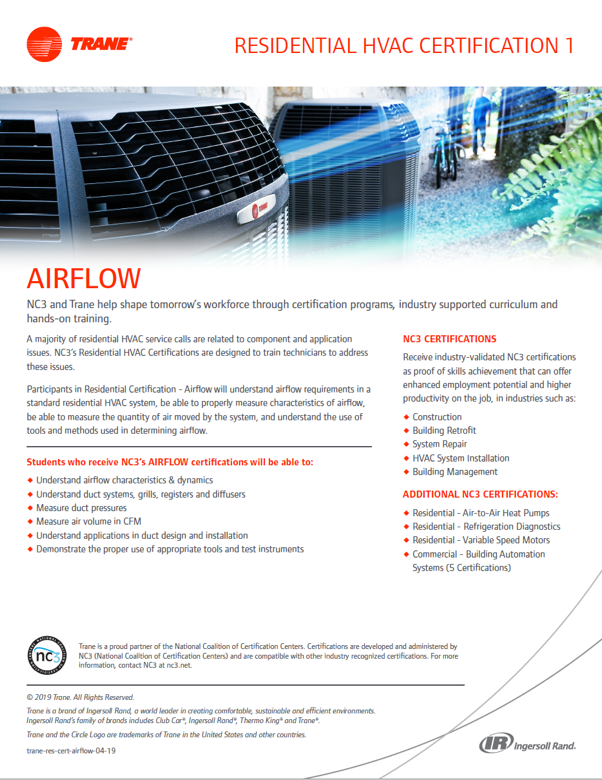 TRANE®
RESIDENTIAL HVAC CERTIFICATION 1
TRANE
AIRFLOW
NC3 and Trane help shape tomorrow's workforce through certification programs, industry supported curriculum and
hands-on training.
A majority of residential HVAC service calls are related to component and application
issues. NC3's Residential HVAC Certifications are designed to train technicians to address
these issues.
Participants in Residential Certification - Airflow will understand airflow requirements in a
standard residential HVAC system, be able to properly measure characteristics of airflow,
be able to measure the quantity of air moved by the system, and understand the use of
tools and methods used in determining airflow.
Students who receive NC3's AIRFLOW certifications will be able to:
◆ Understand airflow characteristics & dynamics
◆ Understand duct systems, grills, registers and diffusers
◆ Measure duct pressures
◆ Measure air volume in CFM
◆ Understand applications in duct design and installation
◆ Demonstrate the proper use of appropriate tools and test instruments
NC3 CERTIFICATIONS
Receive industry-validated NC3 certifications
as proof of skills achievement that can offer
enhanced employment potential and higher
productivity on the job, in industries such as:
◆ Construction
◆ Building Retrofit
◆ System Repair
◆ HVAC System Installation
◆ Building Management
ADDITIONAL NC3 CERTIFICATIONS:
◆ Residential - Air-to-Air Heat Pumps
◆ Residential - Refrigeration Diagnostics
◆ Residential - Variable Speed Motors
◆ Commercial - Building Automation
Systems (5 Certifications)
nc3
Trane is a proud partner of the National Coalition of Certification Centers. Certifications are developed and administered by
NC3 (National Coalition of Certification Centers) and are compatible with other industry recognized certifications. For more
information, contact NC3 at nc3.net.
© 2019 Trane. All Rights Reserved.
Trane is a brand of Ingersoll Rand, a world leader in creating comfortable, sustainable and efficient environments.
Ingersoll Rand's family of brands includes Club Car®, Ingersoll Rand®, Thermo King® and Trane®.
Trane and the Circle Logo are trademarks of Trane in the United States and other countries.
trane-res-cert-airflow-04-19
IR Ingersoll Rand.